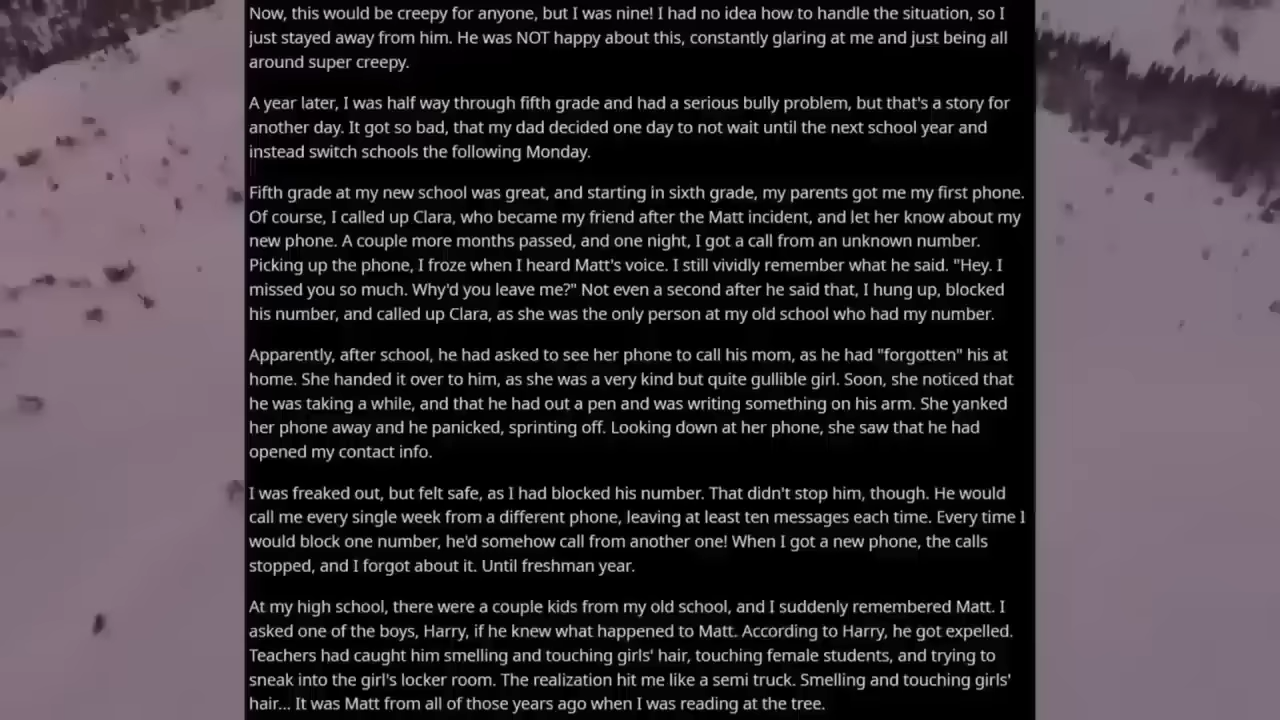 Now, this would be creepy for anyone, but I was nine! I had no idea how to handle the situation, so I
just stayed away from him. He was NOT happy about this, constantly glaring at me and just being all
around super creepy.
A year later, I was half way through fifth grade and had a serious bully problem, but that's a story for
another day. It got so bad, that my dad decided one day to not wait until the next school year and
instead switch schools the following Monday.
Fifth grade at my new school was great, and starting in sixth grade, my parents got me my first phone.
Of course, I called up Clara, who became my friend after the Matt incident, and let her know about my
new phone. A couple more months passed, and one night, I got a call from an unknown number.
Picking up the phone, I froze when I heard Matt's voice. I still vividly remember what he said. "Hey. I
missed you so much. Why'd you leave me?" Not even a second after he said that, I hung up, blocked
his number, and called up Clara, as she was the only person at my old school who had my number.
Apparently, after school, he had asked to see her phone to call his mom, as he had "forgotten" his at
home. She handed it over to him, as she was a very kind but quite gullible girl. Soon, she noticed that
he was taking a while, and that he had out a pen and was writing something on his arm. She yanked
her phone away and he panicked, sprinting off. Looking down at her phone, she saw that he had
opened my contact info.
I was freaked out, but felt safe, as I had blocked his number. That didn't stop him, though. He would
call me every single week from a different phone, leaving at least ten messages each time. Every time I
would block one number, he'd somehow call from another one! When I got a new phone, the calls
stopped, and I forgot about it. Until freshman year.
At my high school, there were a couple kids from my old school, and I suddenly remembered Matt. I
asked one of the boys, Harry, if he knew what happened to Matt. According to Harry, he got expelled.
Teachers had caught him smelling and touching girls' hair, touching female students, and trying to
sneak into the girl's locker room. The realization hit me like a semi truck. Smelling and touching girls'
hair... It was Matt from all of those years ago when I was reading at the tree.